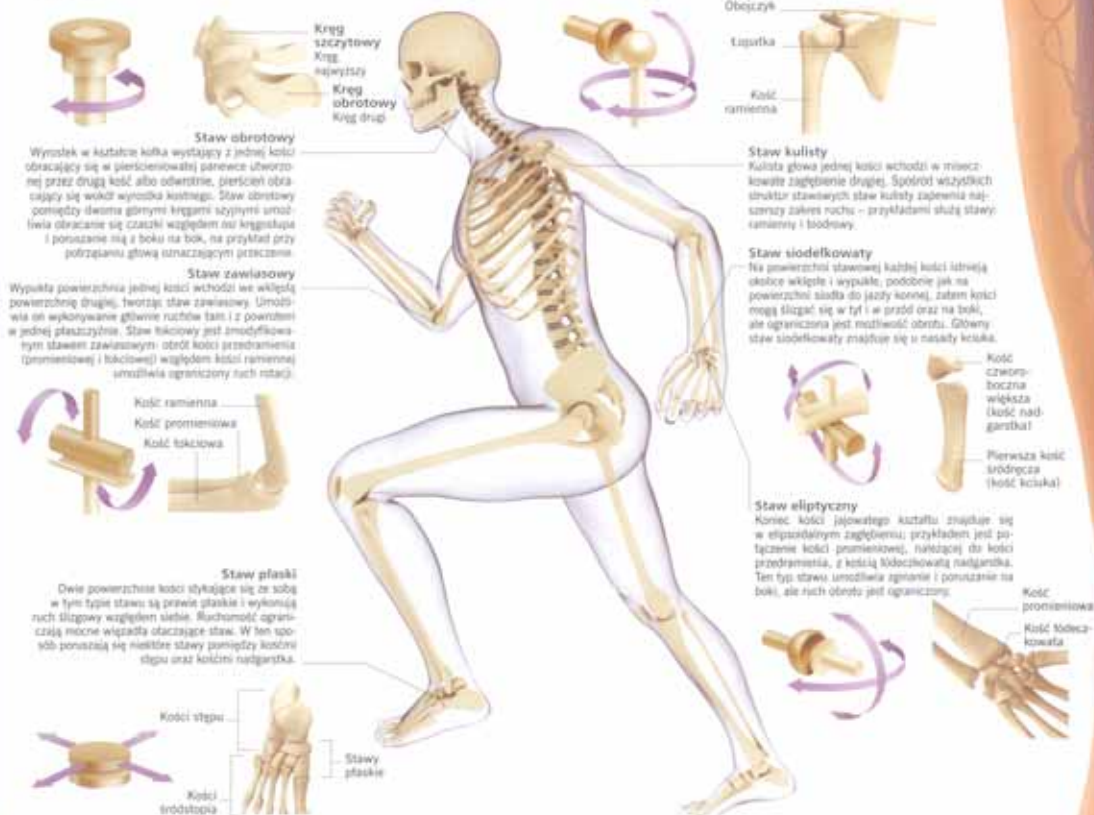 Kręg
szczytowy
Kręg
najwyższy
Kręg
obrotowy
Kręg drugi
Staw obrotowy
Wyrostek w kształcie kołka wystający z jednej kości
obracający się w pierścieniowatej panewce utworzo-
nej przez drugą kość albo odwrotnie, pierścień obra-
cający się wokół wyrostka kostnego. Staw obrotowy
pomiędzy dwoma górnymi kręgami szyjnymi umoż-
liwia obracanie się czaszki względem osi kręgosłupa
i poruszanie nią z boku na bok, na przykład przy
potrząsaniu głową oznaczającym przeczenie.
Staw zawiasowy
Wypukła powierzchnia jednej kości wchodzi we wklęsłą
powierzchnię drugiej, tworząc staw zawiasowy. Umożli-
wia on wykonywanie głównie ruchów tam i z powrotem
w jednej płaszczyźnie. Staw łokciowy jest zmodyfikowa-
nym stawem zawiasowym: obrót kości przedramienia
(promieniowej i łokciowej) względem kości ramiennej
umożliwia ograniczony ruch rotacji.
Kość ramienna
Kość promieniowa
Kość łokciowa
Staw płaski
Dwie powierzchnie kości stykające się ze sobą
w tym typie stawu są prawie płaskie i wykonują
ruch ślizgowy względem siebie. Ruchomość ograni-
czają mocne więzadła otaczające staw. W ten spo-
sób poruszają się niektóre stawy pomiędzy kośćmi
stępu oraz kośćmi nadgarstka.
Kości stępu
Stawy
płaskie
Kości
śródstopia
Obojczyk
Łopatka
Kość
ramienna
Staw kulisty
Kulista głowa jednej kości wchodzi w misecz-
kowate zagłębienie drugiej. Spośród wszystkich
struktur stawowych staw kulisty zapewnia naj-
szerszy zakres ruchu – przykładami służą stawy:
ramienny i biodrowy.
Staw siodełkowaty
Na powierzchni stawowej każdej kości istnieją
okolice wklęsłe i wypukłe, podobnie jak na
powierzchni siodła do jazdy konnej, zatem kości
mogą ślizgać się w tył i w przód oraz na boki,
ale ograniczona jest możliwość obrotu. Główny
staw siodełkowaty znajduje się u nasady kciuka.
Kość
czworo-
boczna
większa
(kość nad-
garstka)
Pierwsza kość
śródręcza
(kość kciuka)
Staw eliptyczny
Koniec kości jajowatego kształtu znajduje się
w elipsoidalnym zagłębieniu; przykładem jest po-
łączenie kości promieniowej, należącej do kości
przedramienia, z kością łódeczkowatą nadgarstka.
Ten typ stawu umożliwia zginanie i poruszanie na
boki, ale ruch obrotu jest ograniczony.
Kość
promieniowa
Kość łódecz-
kowata